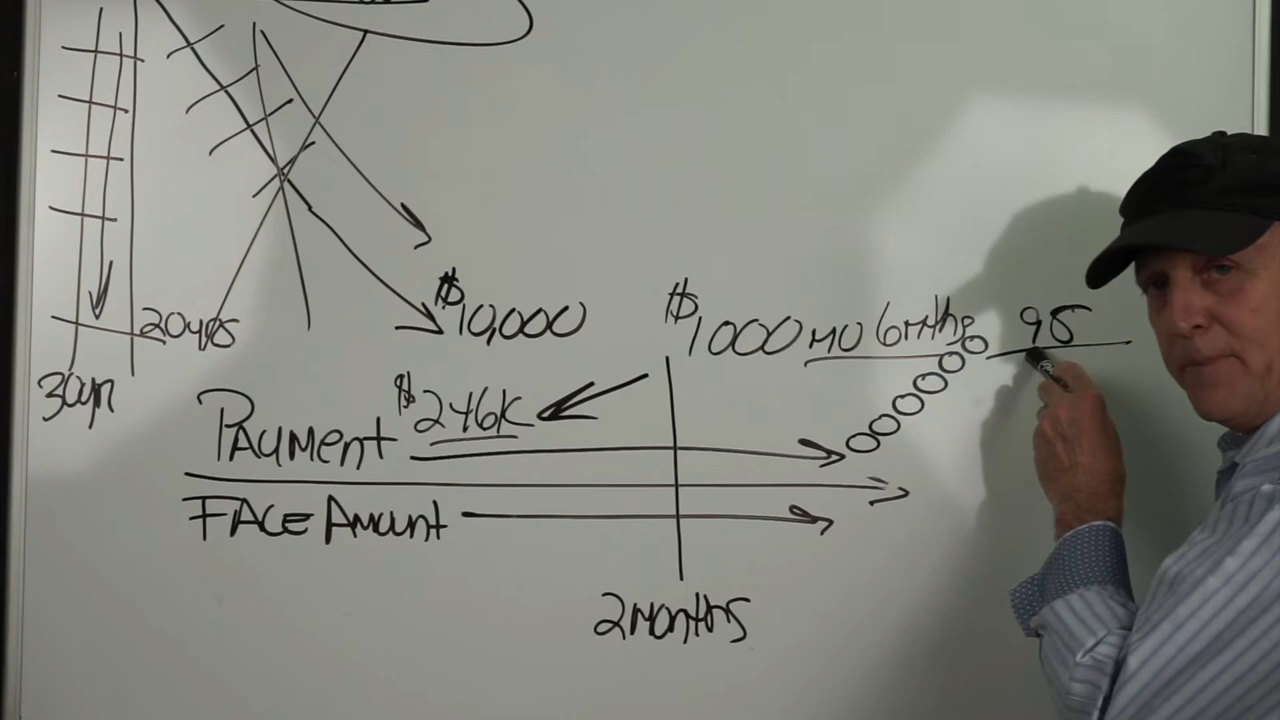 20yrs
30yr
$10,000
$1000 MO 6mths 95
Payment $246K
Face Amount
2 Months